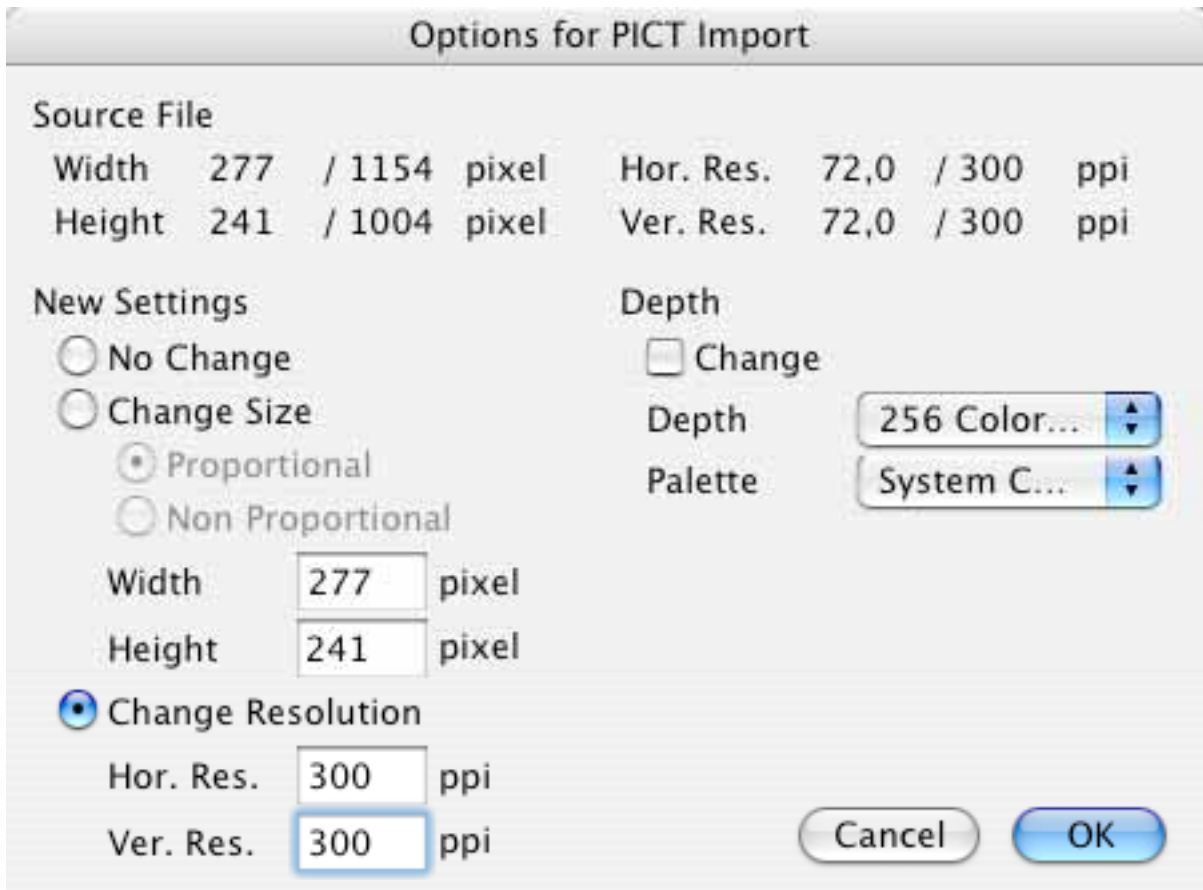 Options for PICT Import
Source File
Width 277 / 1154 pixel Hor. Res. 72,0 / 300 ppi
Height 241 / 1004 pixel Ver. Res. 72,0 / 300 ppi
New Settings Depth
No Change Change
Change Size Depth 256 Color...
Proportional Palette System C...
Non Proportional
Width 277 pixel
Height 241 pixel
Change Resolution
Hor. Res. 300 ppi
Ver. Res. 300 ppi Cancel OK